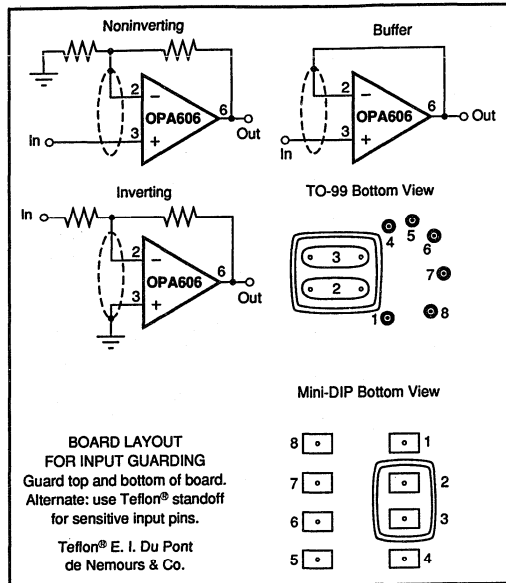 Noninverting
2
−
OPA606
6
Out
In
3
+
Buffer
2
−
OPA606
6
Out
3
+
In
Inverting
In
2
−
OPA606
6
Out
3
+
TO-99 Bottom View
4
5
6
3
7
2
1
8
Mini-DIP Bottom View
8
1
7
2
6
3
5
4
BOARD LAYOUT
FOR INPUT GUARDING
Guard top and bottom of board.
Alternate: use Teflon® standoff
for sensitive input pins.
Teflon® E. I. Du Pont
de Nemours & Co.